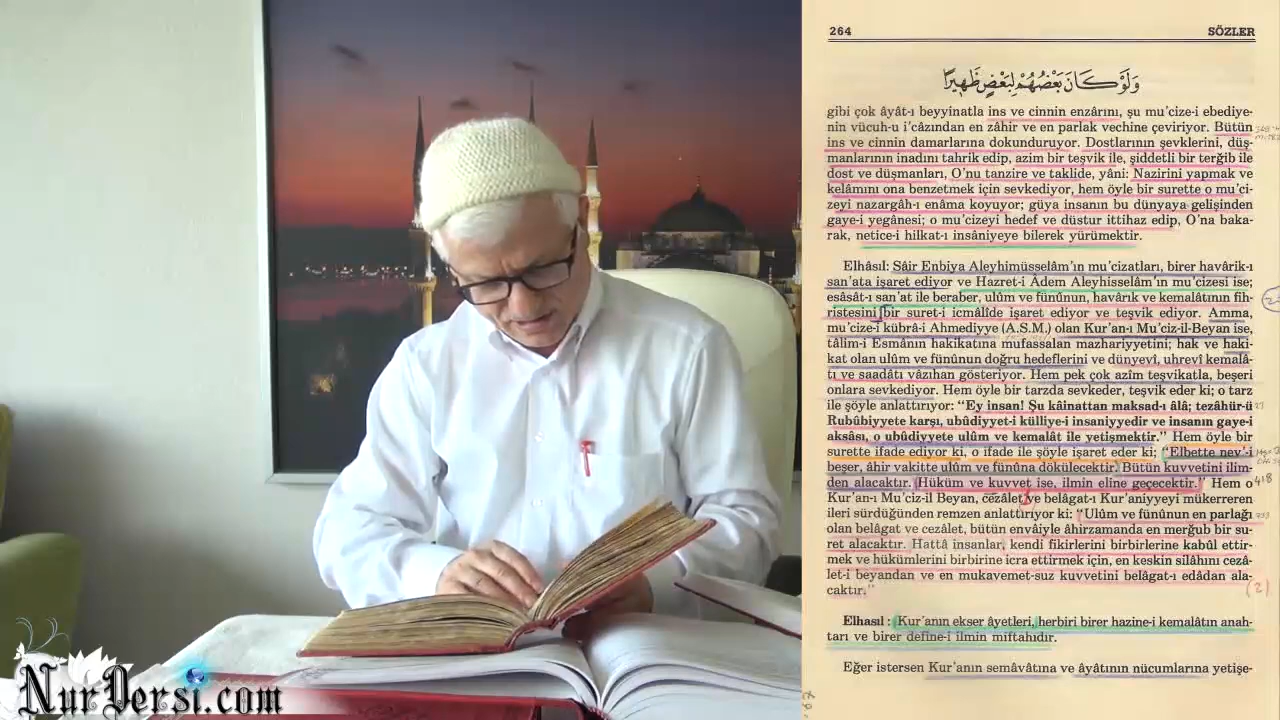 264 SÖZLER
وَلَوْ كَانَ بَعْضُهُمْ لِبَعْضٍ ظَهِيرًا
gibi çok âyât-ı beyyinatla ins ve cinnin enzârını, şu mu'cize-i ebediye-
nin vücuh-u i'câzından en zâhir ve en parlak vechine çeviriyor. Bütün
ins ve cinnin damarlarına dokunduruyor. Dostlarının şevklerini, düş-
manlarının inadını tahrik edip, azim bir teşvik ile, şiddetli bir terğib ile
dost ve düşmanları, O'nu tanzire ve taklide, yâni: Nazirini yapmak ve
kelâmını ona benzetmek için sevkediyor, hem öyle bir surette o mu'ci-
zeyi nazargâh-ı enâma koyuyor; güya insanın bu dünyaya gelişinden
gaye-i yegânesi; o mu'cizeyi hedef ve düstur ittihaz edip, O'na baka-
rak, netice-i hilkat-ı insâniyeye bilerek yürümektir.
Elhâsıl: Sâir Enbiya Aleyhimüsselâm'ın mu'cizatları, birer havârik-ı
san'ata işaret ediyor ve Hazret-i Âdem Aleyhisselâm'ın mu'cizesi ise;
esâsât-ı san'at ile beraber, ulûm ve fünûnun, havârık ve kemalâtının fih-
ristesini bir suret-i icmâlîde işaret ediyor ve teşvik ediyor. Amma,
mu'cize-i kübrâ-i Ahmediyye (A.S.M.) olan Kur'an-ı Mu'ciz-il-Beyan ise,
tâlim-i Esmânın hakikatına mufassalan mazhariyyetini; hak ve haki-
kat olan ulûm ve fünûnun doğru hedeflerini ve dünyevî, uhrevî kemalâ-
tı ve saadâtı vâzıhan gösteriyor. Hem pek çok azîm teşvikatla, beşeri
onlara sevkediyor. Hem öyle bir tarzda sevkeder, teşvik eder ki; o tarz
ile şöyle anlattırıyor: "Ey insan! Şu kâinattan maksad-ı âlâ; tezâhür-ü
Rubûbiyyete karşı, ubûdiyyet-i külliye-i insaniyyedir ve insanın gaye-i
aksâsı, o ubûdiyyete ulûm ve kemalât ile yetişmektir." Hem öyle bir
surette ifade ediyor ki, o ifade ile şöyle işaret eder ki: "Elbette nev'-i
beşer, âhir vakitte ulûm ve fünûna dökülecektir. Bütün kuvvetini ilim-
den alacaktır. Hüküm ve kuvvet ise, ilmin eline geçecektir." Hem o
418
Kur'an-ı Mu'ciz-il Beyan, cezâlet ve belâgat-ı Kur'aniyyeyi mükerreren
ileri sürdüğünden remzen anlattırıyor ki: "Ulûm ve fünûnun en parlağı
olan belâgat ve cezâlet, bütün envâiyle âhirzamanda en merğub bir su-
ret alacaktır. Hattâ insanlar, kendi fikirlerini birbirlerine kabûl ettir-
mek ve hükümlerini birbirine icra ettirmek için, en keskin silâhını cezâ-
let-i beyandan ve en mukavemet-suz kuvvetini belâgat-ı edâdan ala-
caktır."
Elhasıl : Kur'anın ekser âyetleri, herbiri birer hazine-i kemalâtın anah-
tarı ve birer define-i ilmin miftahıdır.
Eğer istersen Kur'anın semâvâtına ve âyâtının nücumlarına yetişe-
NurDersi.com